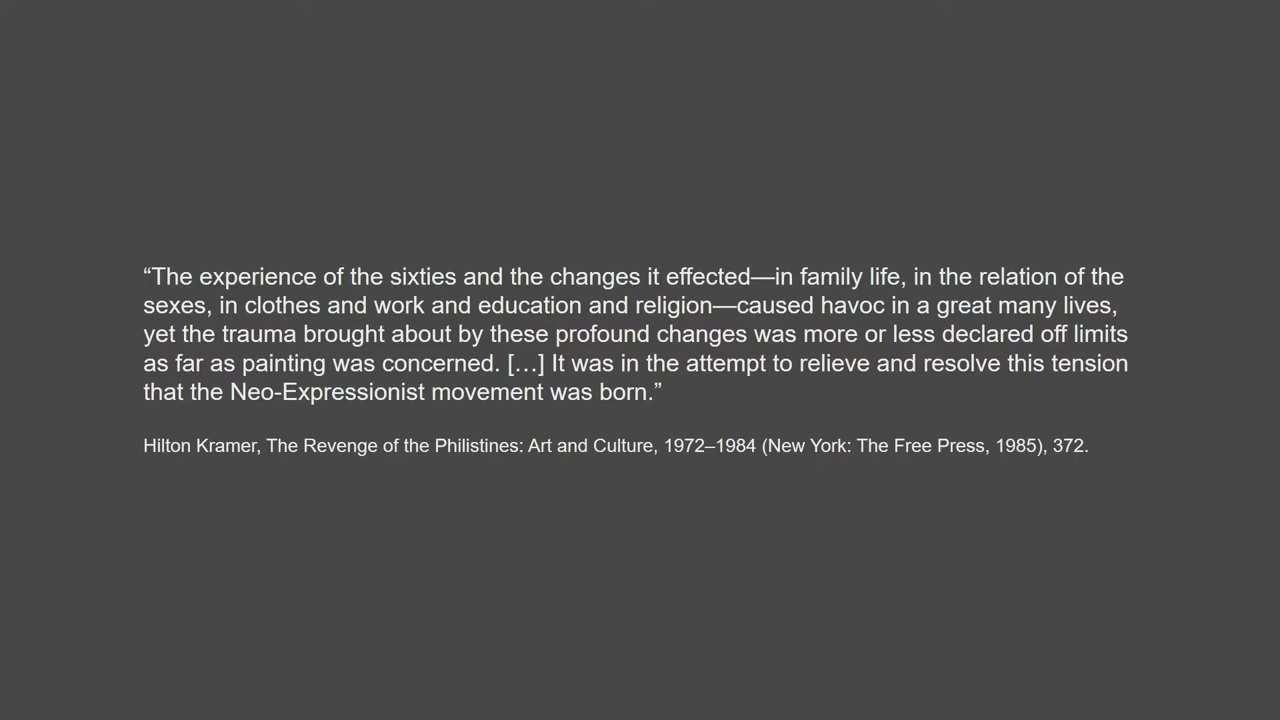 “The experience of the sixties and the changes it effected—in family life, in the relation of the
sexes, in clothes and work and education and religion—caused havoc in a great many lives,
yet the trauma brought about by these profound changes was more or less declared off limits
as far as painting was concerned. […] It was in the attempt to relieve and resolve this tension
that the Neo-Expressionist movement was born.”
Hilton Kramer, The Revenge of the Philistines: Art and Culture, 1972–1984 (New York: The Free Press, 1985), 372.